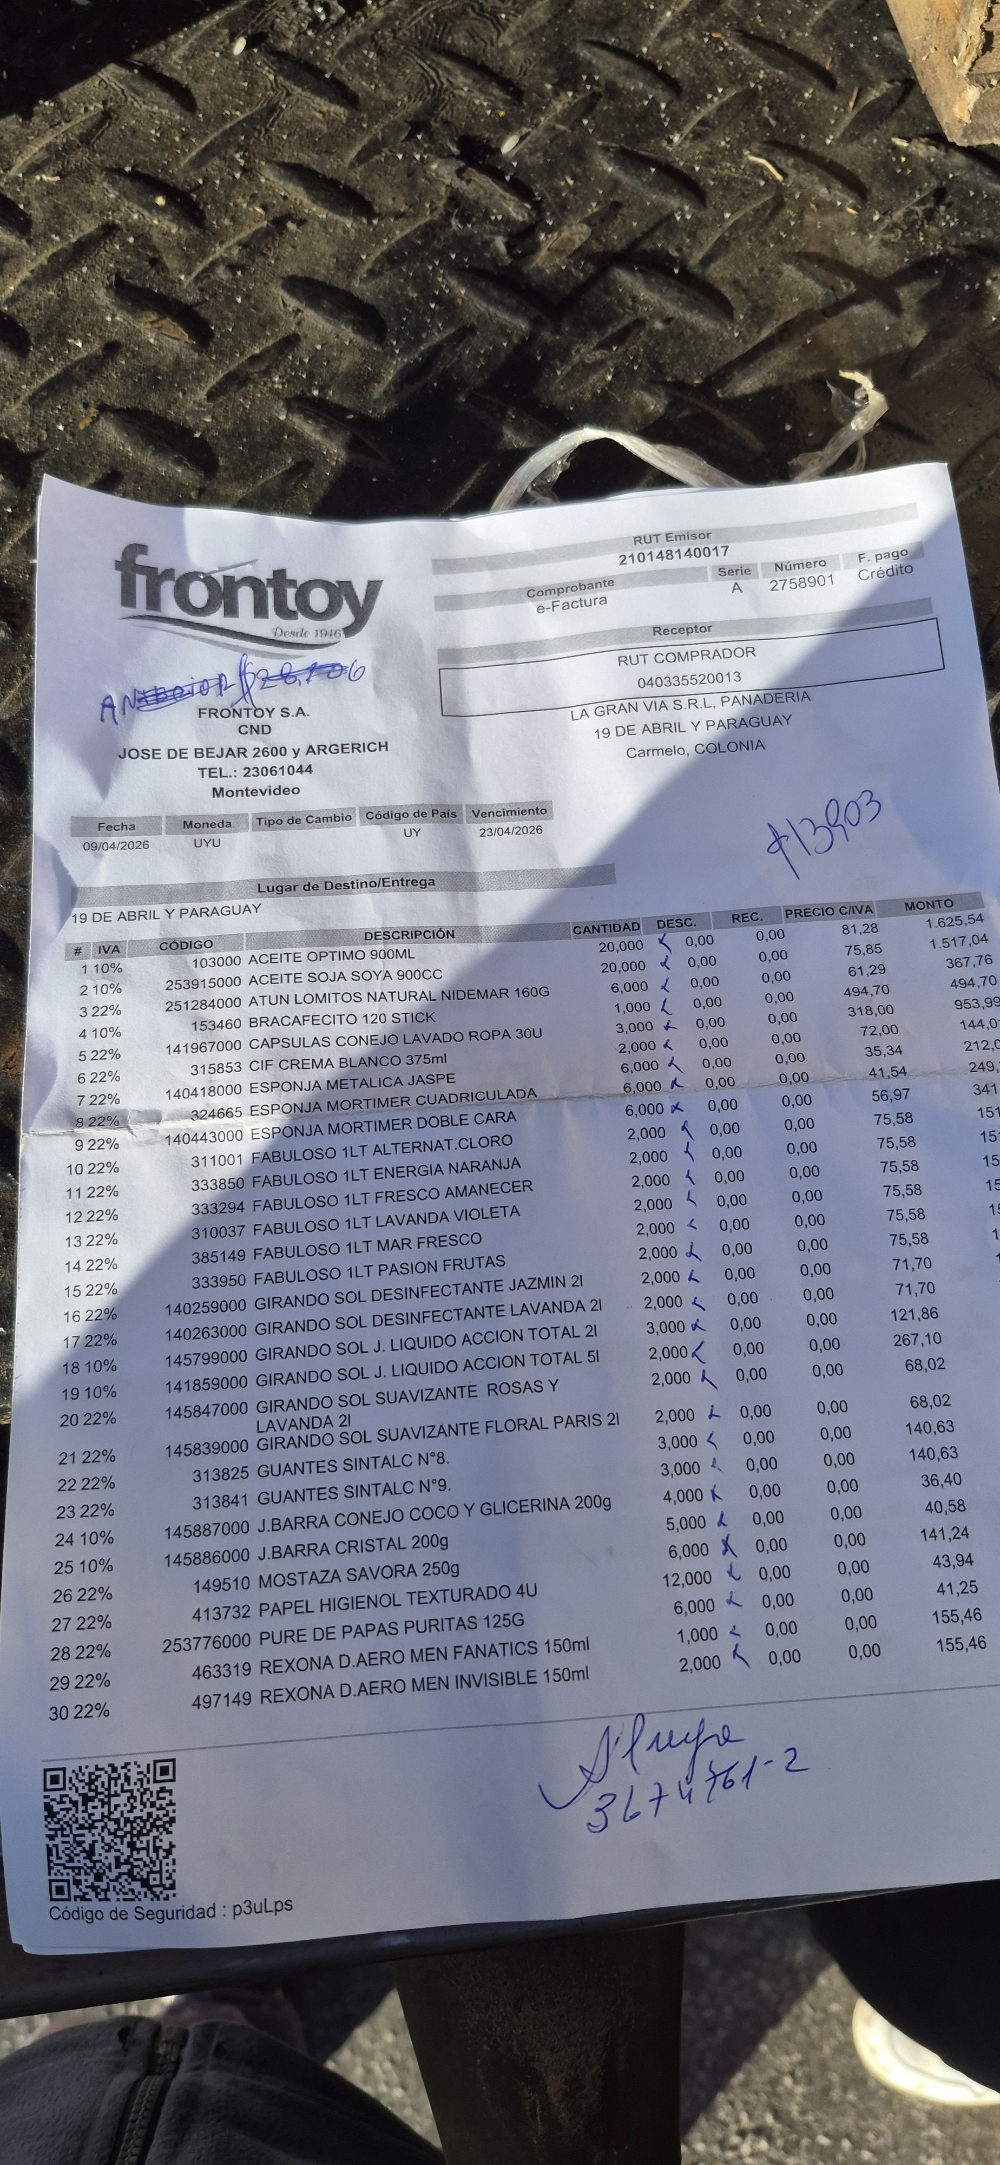 frontoy
Desde 1946
FRONTOY S.A.
CND
JOSE DE BEJAR 2600 y ARGERICH
TEL.: 23061044
Montevideo
RUT Emisor
210148140017
Comprobante Serie Número F. pago
e-Factura A 2758901 Crédito
Receptor
RUT COMPRADOR
040335520013
LA GRAN VIA S.R.L, PANADERIA
19 DE ABRIL Y PARAGUAY
Carmelo, COLONIA
Fecha Moneda Tipo de Cambio Código de País Vencimiento
09/04/2026 UYU UY 23/04/2026
Lugar de Destino/Entrega
19 DE ABRIL Y PARAGUAY
# IVA CÓDIGO DESCRIPCIÓN CANTIDAD DESC. REC. PRECIO C/IVA MONTO
1 10% 103000 ACEITE OPTIMO 900ML 20,000 0,00 0,00 81,28 1.625,54
2 10% 253915000 ACEITE SOJA SOYA 900CC 20,000 0,00 0,00 75,85 1.517,04
3 22% 251284000 ATUN LOMITOS NATURAL NIDEMAR 160G 6,000 0,00 0,00 61,29 367,76
4 10% 153460 BRACAFECITO 120 STICK 1,000 0,00 0,00 494,70 494,70
5 22% 141967000 CAPSULAS CONEJO LAVADO ROPA 30U 3,000 0,00 0,00 318,00 953,99
6 22% 315853 CIF CREMA BLANCO 375ml 2,000 0,00 0,00 72,00 144,0
7 22% 140418000 ESPONJA METALICA JASPE 6,000 0,00 0,00 35,34 212,0
8 22% 324665 ESPONJA MORTIMER CUADRICULADA 6,000 0,00 0,00 41,54 249,
9 22% 140443000 ESPONJA MORTIMER DOBLE CARA 6,000 0,00 0,00 56,97 341
10 22% 311001 FABULOSO 1LT ALTERNAT.CLORO 2,000 0,00 0,00 75,58 151
11 22% 333850 FABULOSO 1LT ENERGIA NARANJA 2,000 0,00 0,00 75,58 15
12 22% 333294 FABULOSO 1LT FRESCO AMANECER 2,000 0,00 0,00 75,58 15
13 22% 310037 FABULOSO 1LT LAVANDA VIOLETA 2,000 0,00 0,00 75,58 15
14 22% 385149 FABULOSO 1LT MAR FRESCO 2,000 0,00 0,00 75,58 1
15 22% 333950 FABULOSO 1LT PASION FRUTAS 2,000 0,00 0,00 75,58
16 22% 140259000 GIRANDO SOL DESINFECTANTE JAZMIN 2l 2,000 0,00 0,00 71,70
17 22% 140263000 GIRANDO SOL DESINFECTANTE LAVANDA 2l 2,000 0,00 0,00 71,70
18 10% 145799000 GIRANDO SOL J. LIQUIDO ACCION TOTAL 2l 3,000 0,00 0,00 121,86
19 10% 141859000 GIRANDO SOL J. LIQUIDO ACCION TOTAL 5l 2,000 0,00 0,00 267,10
20 22% 145847000 GIRANDO SOL SUAVIZANTE ROSAS Y 2,000 0,00 0,00 68,02
LAVANDA 2l
21 22% 145839000 GIRANDO SOL SUAVIZANTE FLORAL PARIS 2l 2,000 0,00 0,00 68,02
22 22% 313825 GUANTES SINTALC N°8. 3,000 0,00 0,00 140,63
23 22% 313841 GUANTES SINTALC N°9. 3,000 0,00 0,00 140,63
24 10% 145887000 J.BARRA CONEJO COCO Y GLICERINA 200g 4,000 0,00 0,00 36,40
25 10% 145886000 J.BARRA CRISTAL 200g 5,000 0,00 0,00 40,58
26 22% 149510 MOSTAZA SAVORA 250g 6,000 0,00 0,00 141,24
27 22% 413732 PAPEL HIGIENOL TEXTURADO 4U 12,000 0,00 0,00 43,94
28 22% 253776000 PURE DE PAPAS PURITAS 125G 6,000 0,00 0,00 41,25
29 22% 463319 REXONA D.AERO MEN FANATICS 150ml 1,000 0,00 0,00 155,46
30 22% 497149 REXONA D.AERO MEN INVISIBLE 150ml 2,000 0,00 0,00 155,46
3674761-2
Código de Seguridad : p3uLps